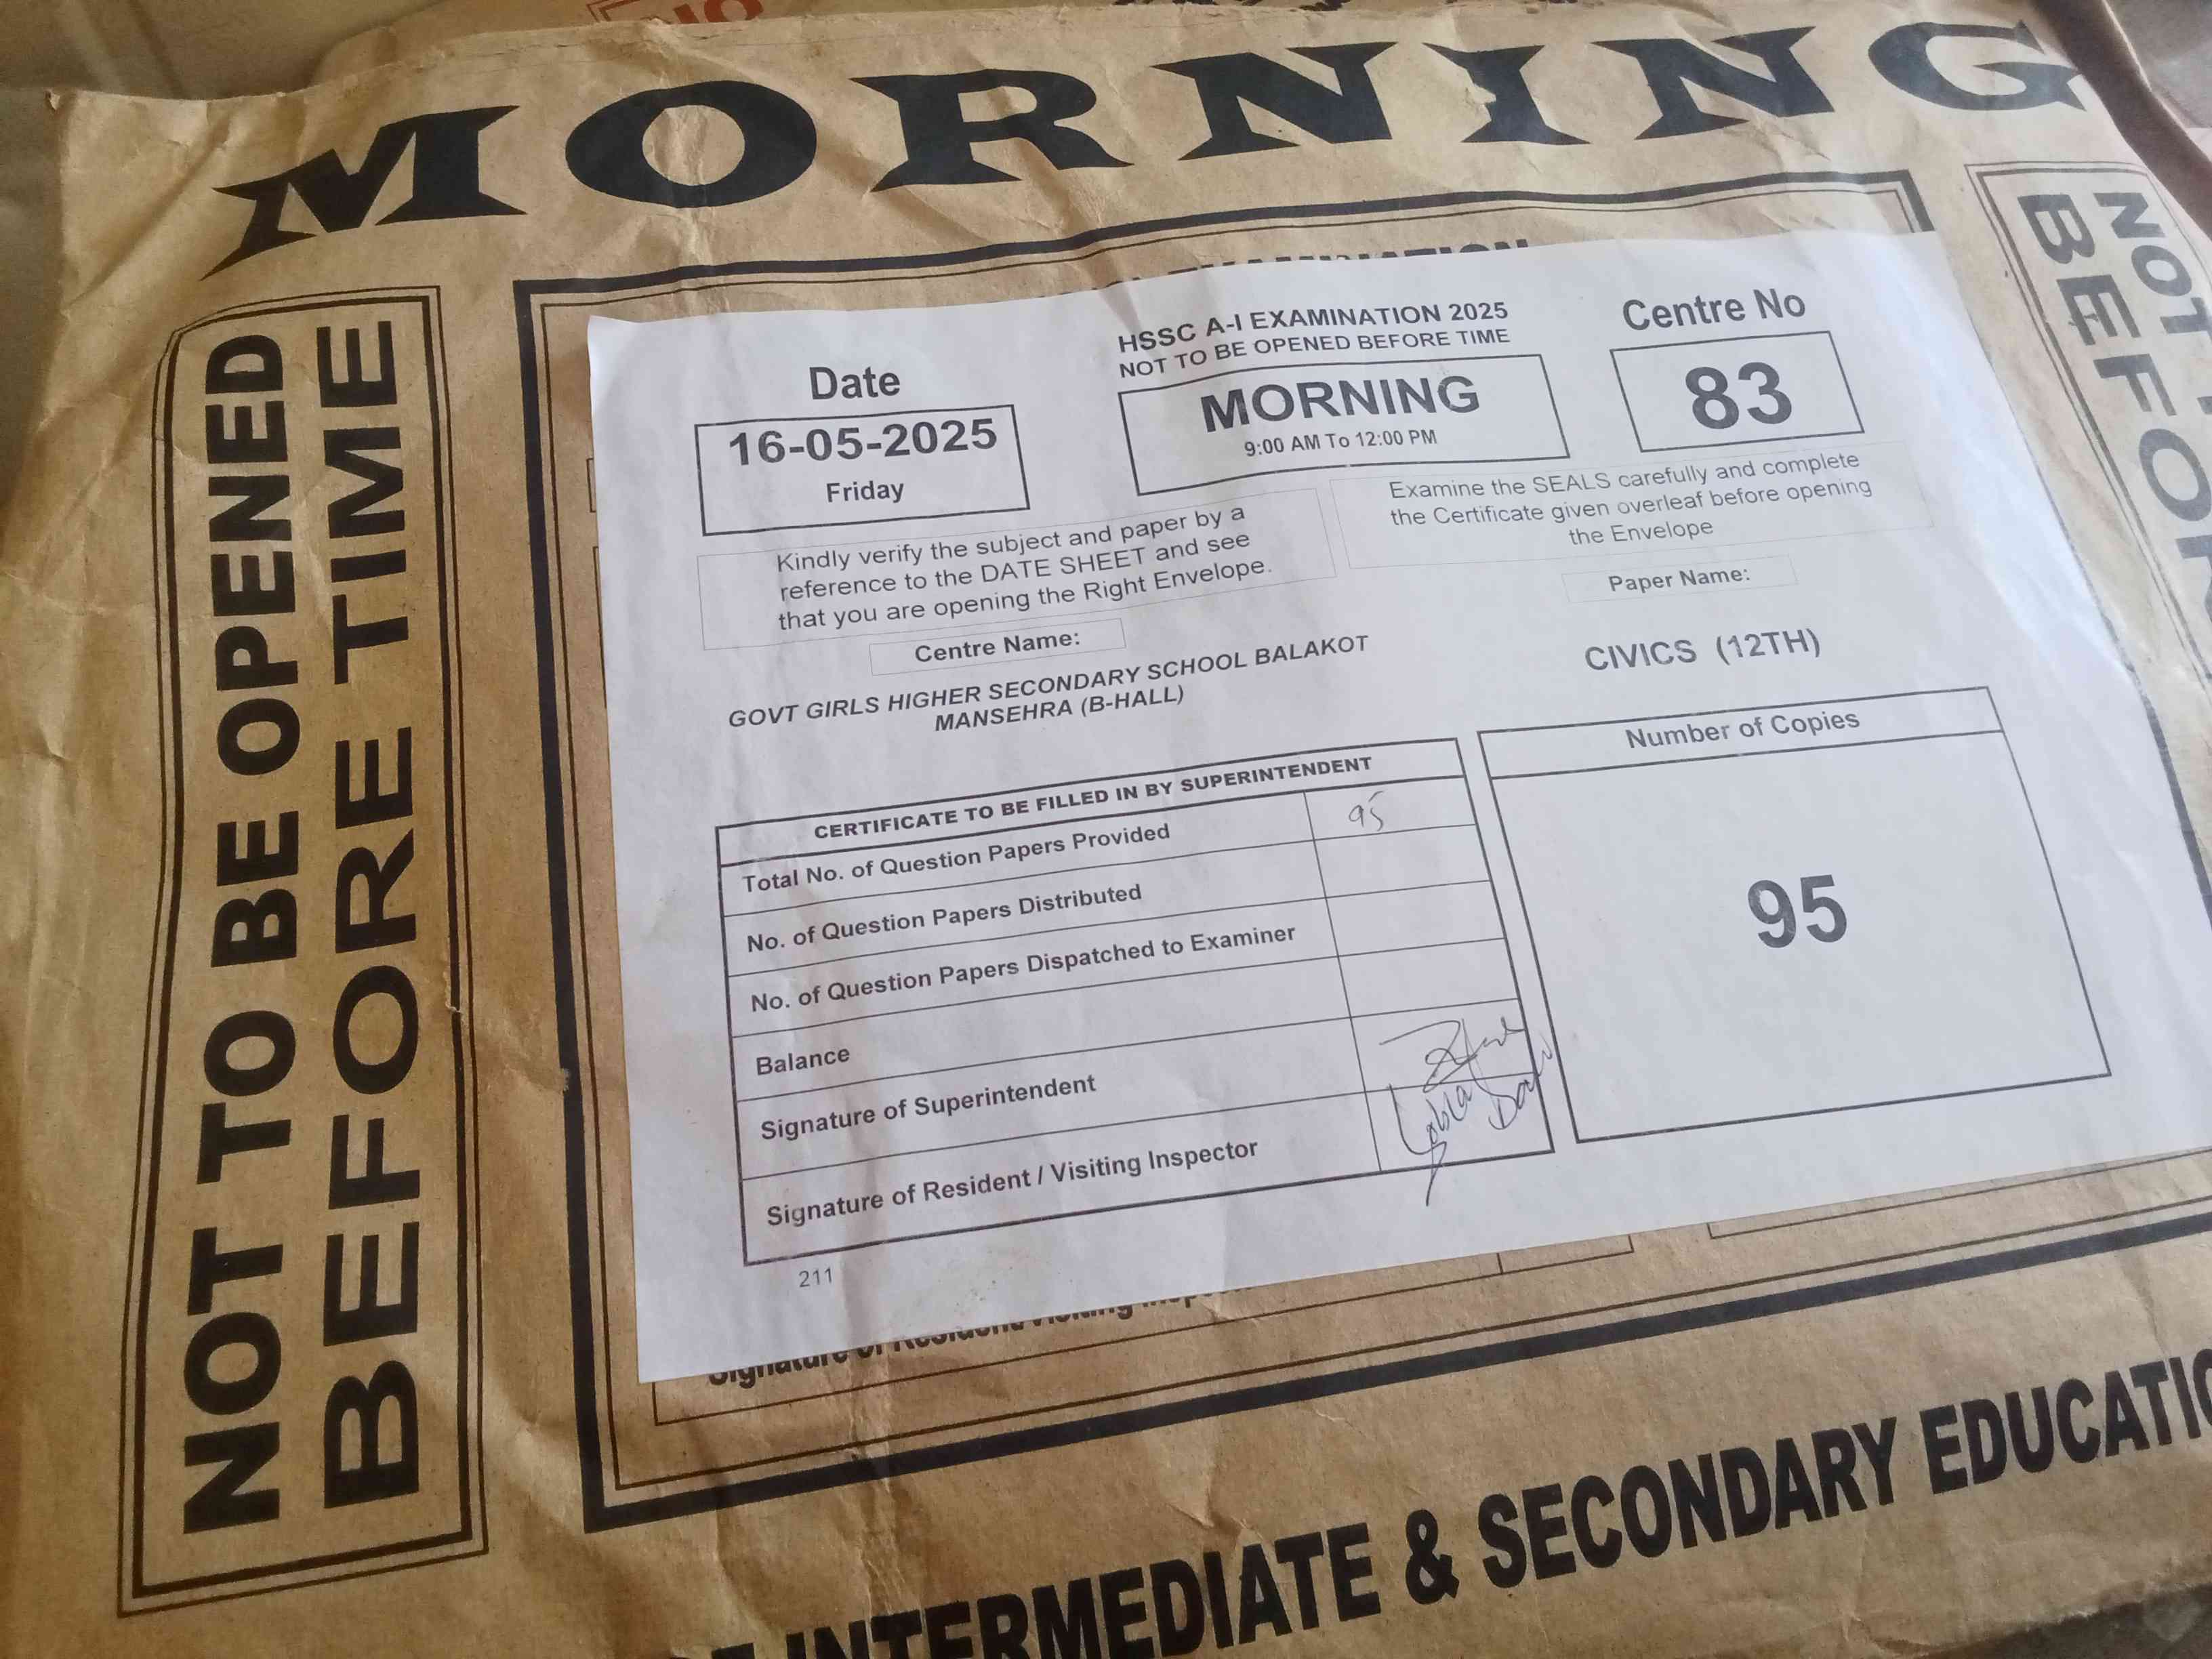 MORNING
NOT TO BE OPENED
BEFORE TIME
HSSC A-I EXAMINATION 2025
NOT TO BE OPENED BEFORE TIME
Date
16-05-2025
Friday
MORNING
9:00 AM To 12:00 PM
Centre No
83
Kindly verify the subject and paper by a
reference to the DATE SHEET and see
that you are opening the Right Envelope.
Examine the SEALS carefully and complete
the Certificate given overleaf before opening
the Envelope
Centre Name:
GOVT GIRLS HIGHER SECONDARY SCHOOL BALAKOT
MANSEHRA (B-HALL)
Paper Name:
CIVICS (12TH)
CERTIFICATE TO BE FILLED IN BY SUPERINTENDENT
Total No. of Question Papers Provided 95
No. of Question Papers Distributed
No. of Question Papers Dispatched to Examiner
Balance
Signature of Superintendent
Signature of Resident / Visiting Inspector
Number of Copies
95
211
Signature of Resident/Visiting
INTERMEDIATE & SECONDARY EDUCATIO
NOT
BEFOR